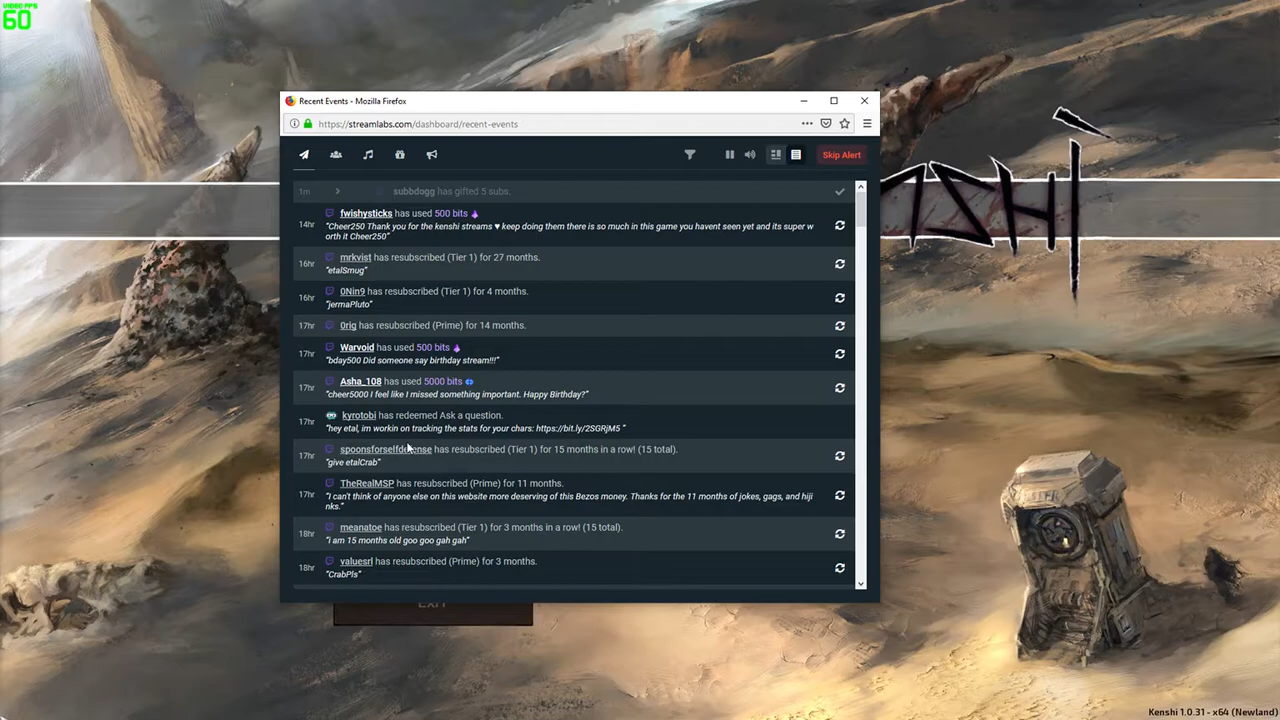 VIDEO FPS
60
Recent Events - Mozilla Firefox
https://streamlabs.com/dashboard/recent-events
Skip Alert
1m subbdogg has gifted 5 subs.
14hr fwishysticks has used 500 bits
"Cheer250 Thank you for the kenshi streams ♥ keep doing them there is so much in this game you havent seen yet and its super w
orth it Cheer250"
16hr mrkvist has resubscribed (Tier 1) for 27 months.
"etalSmug"
16hr 0Nin9 has resubscribed (Tier 1) for 4 months.
"jermaPluto"
17hr 0rig has resubscribed (Prime) for 14 months.
17hr Warvoid has used 500 bits
"bday500 Did someone say birthday stream!!!"
17hr Asha_108 has used 5000 bits
"cheer5000 I feel like I missed something important. Happy Birthday?"
17hr kyrotobi has redeemed Ask a question.
"hey etal, im workin on tracking the stats for your chars: https://bit.ly/2SGRjM5 "
17hr spoonsforselfdefense has resubscribed (Tier 1) for 15 months in a row! (15 total).
"give etalCrab"
17hr TheRealMSP has resubscribed (Prime) for 11 months.
"I can't think of anyone else on this website more deserving of this Bezos money. Thanks for the 11 months of jokes, gags, and hiji
nks."
18hr meanatoe has resubscribed (Tier 1) for 3 months in a row! (15 total).
"i am 15 months old goo goo gah gah"
18hr valuesrl has resubscribed (Prime) for 3 months.
"CrabPls"
EXIT
Kenshi 1.0.31 - x64 (Newland)